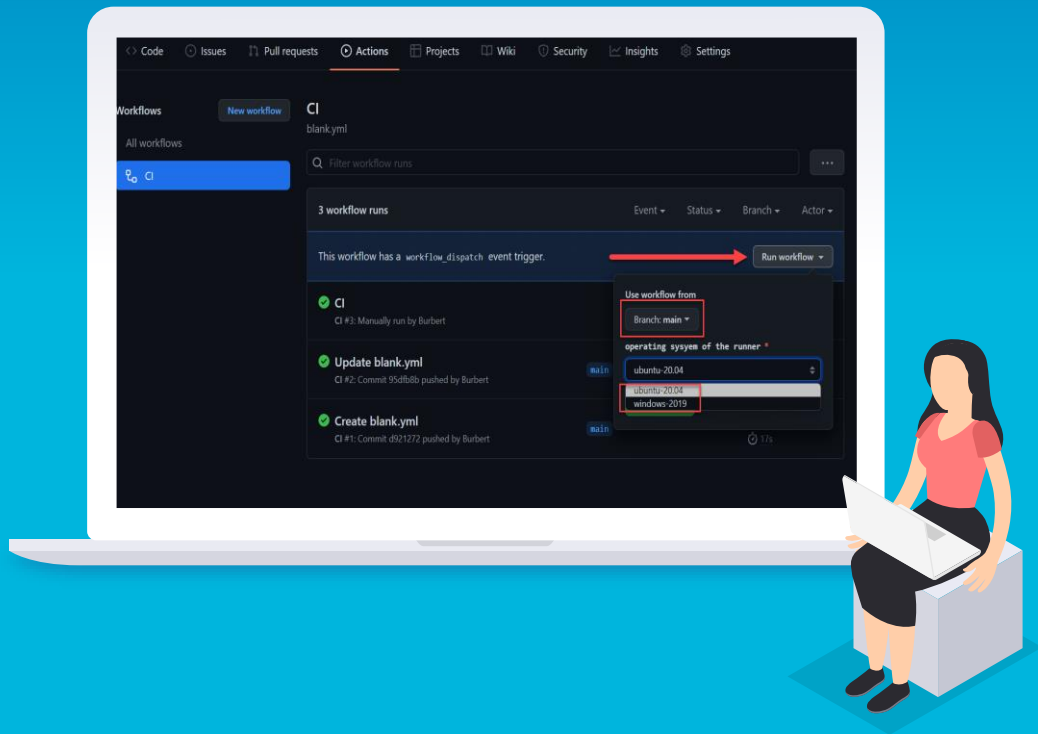 Code Issues Pull requests Actions Projects Wiki Security Insights Settings
Workflows
New workflow
All workflows
CI
CI
blank.yml
Filter workflow runs
3 workflow runs
Event Status Branch Actor
This workflow has a workflow_dispatch event trigger.
Run workflow
Use workflow from
Branch: main
operating sysyem of the runner *
ubuntu-20.04
ubuntu-20.04
windows-2019
CI
CI #3: Manually run by Burbert
Update blank.yml
CI #2: Commit 95dfb8b pushed by Burbert
main
Create blank.yml
CI #1: Commit d921272 pushed by Burbert
main
17s